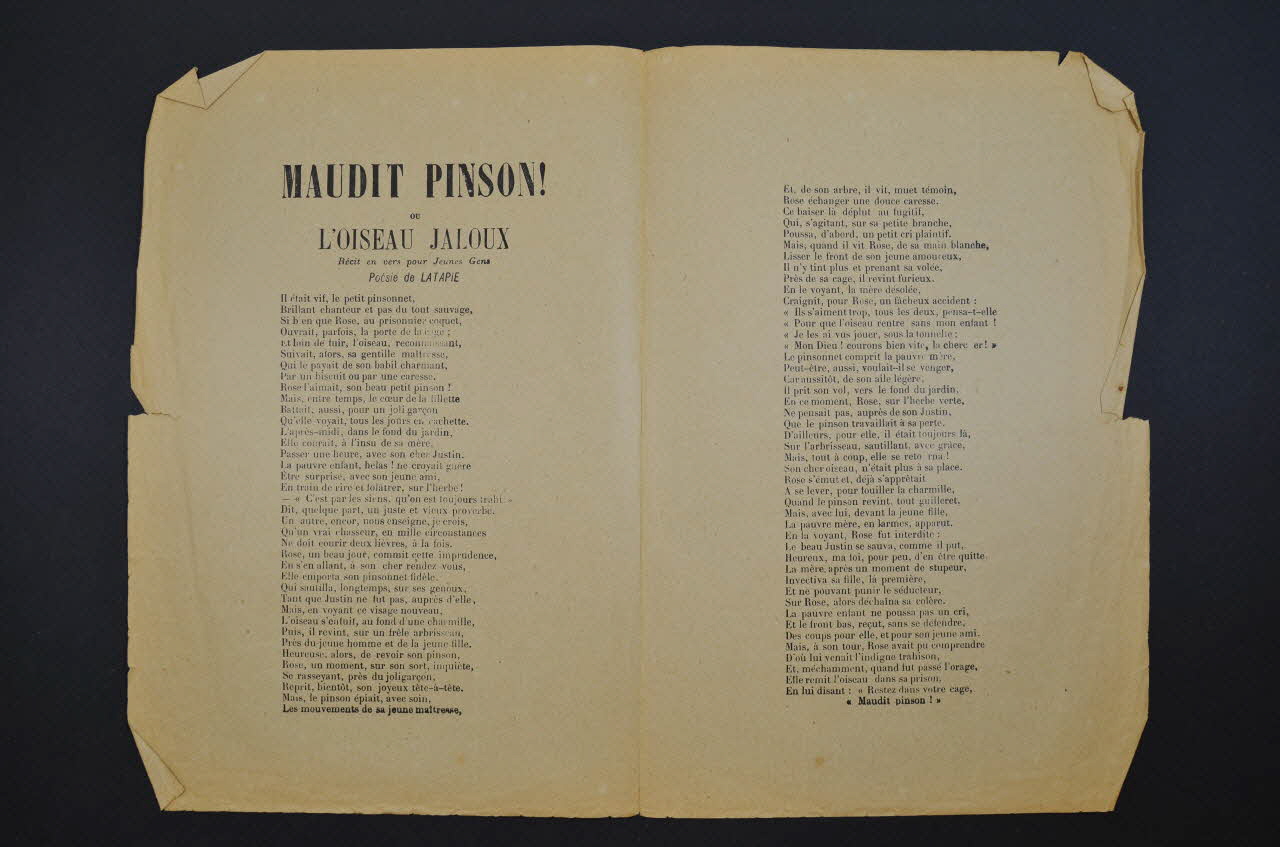 MAUDIT PINSON!
OU
L'OISEAU JALOUX
Récit en vers pour Jeunes Gens
Poésie de LATAPIE
Il était vif, le petit pinsonnet,
Brillant chanteur et pas du tout sauvage,
Si b en que Rose, au prisonnier coquet,
Ouvrait, parfois, la porte de la cage ;
Et loin de fuir, l'oiseau, reconnaissant,
Suivait, alors, sa gentille maîtresse,
Qui le payait de son babil charmant,
Par un biscuit ou par une caresse.
Rose l'aimait, son beau petit pinson !
Mais, entre temps, le cœur de la fillette
Battait, aussi, pour un joli garçon
Qu'elle voyait, tous les jours en cachette.
L'après-midi, dans le fond du jardin,
Elle courait, à l'insu de sa mère,
Passer une heure, avec son cher Justin.
La pauvre enfant, hélas ! ne croyait guère
Être surprise, avec son jeune ami,
En train de rire et folâtrer, sur l'herbe!
— « C'est par les siens, qu'on est toujours trahi »
Dit, quelque part, un juste et vieux proverbe.
Un autre, encor, nous enseigne, je crois,
Qu'un vrai chasseur, en mille circonstances
Ne doit courir deux lièvres, à la fois.
Rose, un beau jour, commit cette imprudence,
En s'en allant, à son cher rendez vous,
Elle emporta son pinsonnet fidèle.
Qui sautilla, longtemps, sur ses genoux,
Tant que Justin ne fut pas, auprès d'elle,
Mais, en voyant ce visage nouveau,
L'oiseau s'enfuit, au fond d'une charmille,
Puis, il revint, sur un frêle arbrisseau,
Près du jeune homme et de la jeune fille.
Heureuse, alors, de revoir son pinson,
Rose, un moment, sur son sort, inquiète,
Se rasseyant, près du joli garçon,
Reprit, bientôt, son joyeux tête-à-tête.
Mais, le pinson épiait, avec soin,
Les mouvements de sa jeune maîtresse,
Et, de son arbre, il vit, muet témoin,
Rose échanger une douce caresse.
Ce baiser là déplut au fugitif,
Qui, s'agitant, sur sa petite branche,
Poussa, d'abord, un petit cri plaintif.
Mais, quand il vit Rose, de sa main blanche,
Lisser le front de son jeune amoureux,
Il n'y tint plus et prenant sa volée,
Près de sa cage, il revint furieux.
En le voyant, la mère désolée,
Craignit, pour Rose, un fâcheux accident :
« Ils s'aiment trop, tous les deux, pensa-t-elle
« Pour que l'oiseau rentre sans mon enfant !
« Je les ai vus jouer, sous la tonnelle ;
« Mon Dieu ! courons bien vite, la cherc er! »
Le pinsonnet comprit la pauvre mère,
Peut-être, aussi, voulait-il se venger,
Car aussitôt, de son aile légère,
Il prit son vol, vers le fond du jardin,
En ce moment, Rose, sur l'herbe verte,
Ne pensait pas, auprès de son Justin,
Que le pinson travaillait à sa perte.
D'ailleurs, pour elle, il était toujours là,
Sur l'arbrisseau, sautillant, avec grâce,
Mais, tout à coup, elle se reto rna !
Son cher oiseau, n'était plus à sa place.
Rose s'émut et, déjà s'apprêtait
A se lever, pour fouiller la charmille,
Quand le pinson revint, tout guilleret,
Mais, avec lui, devant la jeune fille,
La pauvre mère, en larmes, apparut.
En la voyant, Rose fut interdite ;
Le beau Justin se sauva, comme il put,
Heureux, ma foi, pour peu, d'en être quitte.
La mère, après un moment de stupeur,
Invectiva sa fille, là première,
Et ne pouvant punir le séducteur,
Sur Rose, alors déchaîna sa colère.
La pauvre enfant ne poussa pas un cri,
Et le front bas, reçut, sans se défendre,
Des coups pour elle, et pour son jeune ami.
Mais, à son tour, Rose avait pu comprendre
D'où lui venait l'indigne trahison,
Et, méchamment, quand fut passé l'orage,
Elle remit l'oiseau dans sa prison,
En lui disant : « Restez dans votre cage,
« Maudit pinson ! »